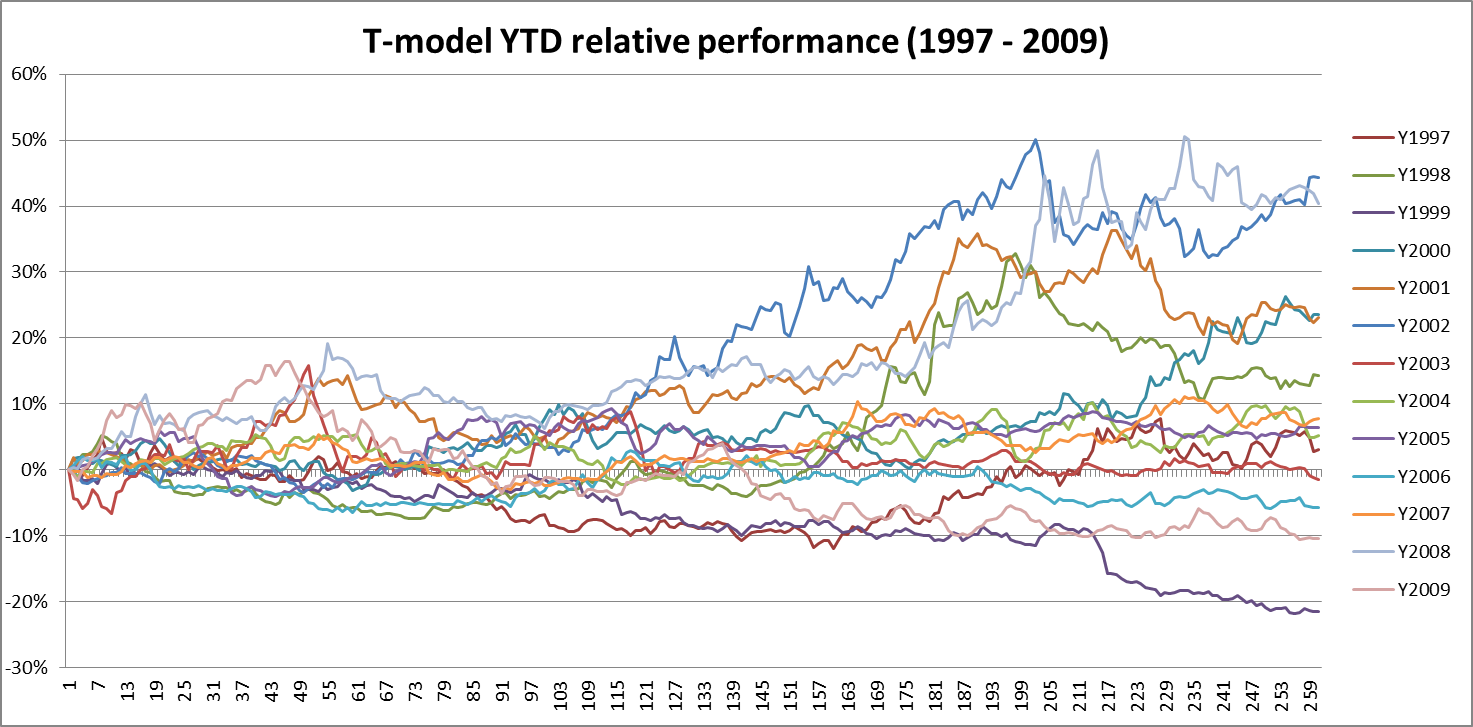 T-model YTD relative performance (1997 - 2009)
60%
50%
40%
30%
20%
10%
0%
-10%
-20%
-30%
1 7 13 19 25 31 37 43 49 55 61 67 73 79 85 91 97 103 109 115 121 127 133 139 145 151 157 163 169 175 181 187 193 199 205 211 217 223 229 235 241 247 253 259
Y1997
Y1998
Y1999
Y2000
Y2001
Y2002
Y2003
Y2004
Y2005
Y2006
Y2007
Y2008
Y2009